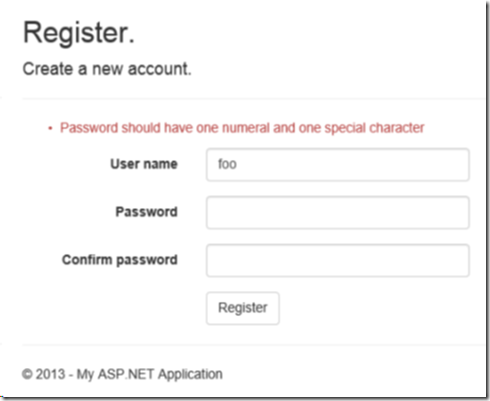 Register.
Create a new account.
• Password should have one numeral and one special character
User name foo
Password
Confirm password
Register
© 2013 - My ASP.NET Application